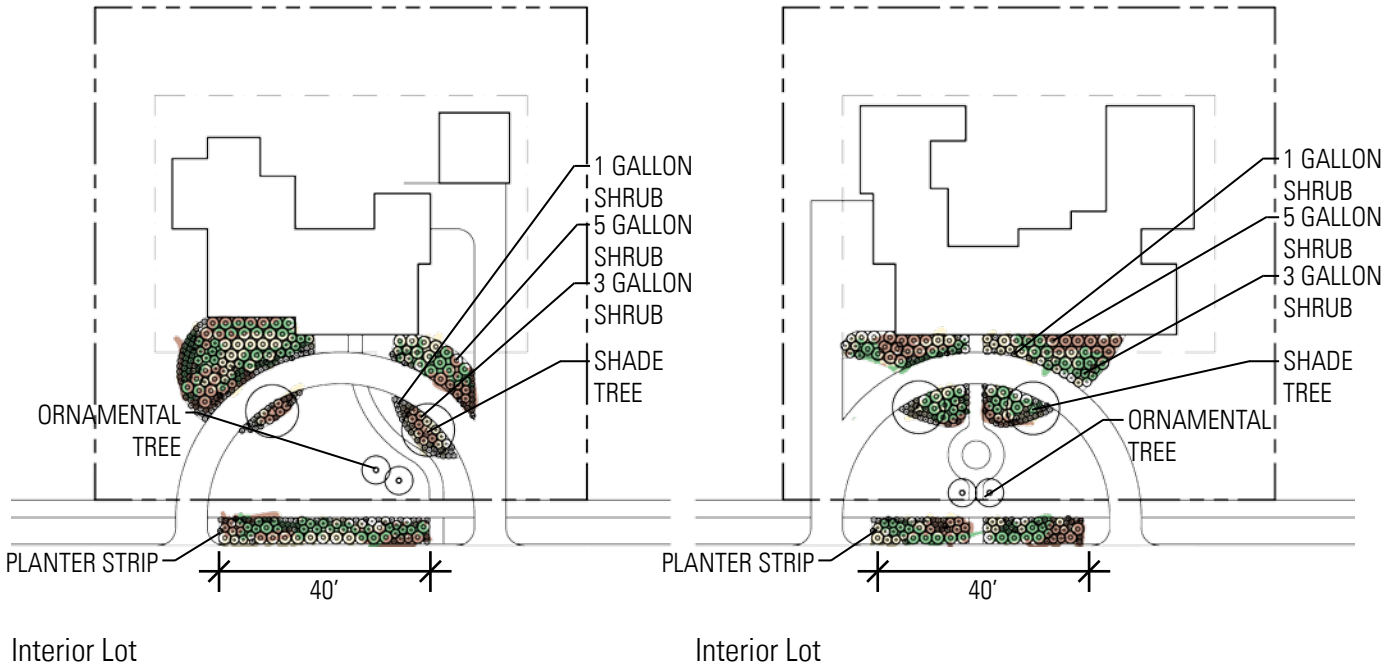 1 GALLON
SHRUB
5 GALLON
SHRUB
3 GALLON
SHRUB
SHADE
TREE
ORNAMENTAL
TREE
PLANTER STRIP
40'
Interior Lot
1 GALLON
SHRUB
5 GALLON
SHRUB
3 GALLON
SHRUB
SHADE
TREE
ORNAMENTAL
TREE
PLANTER STRIP
40'
Interior Lot